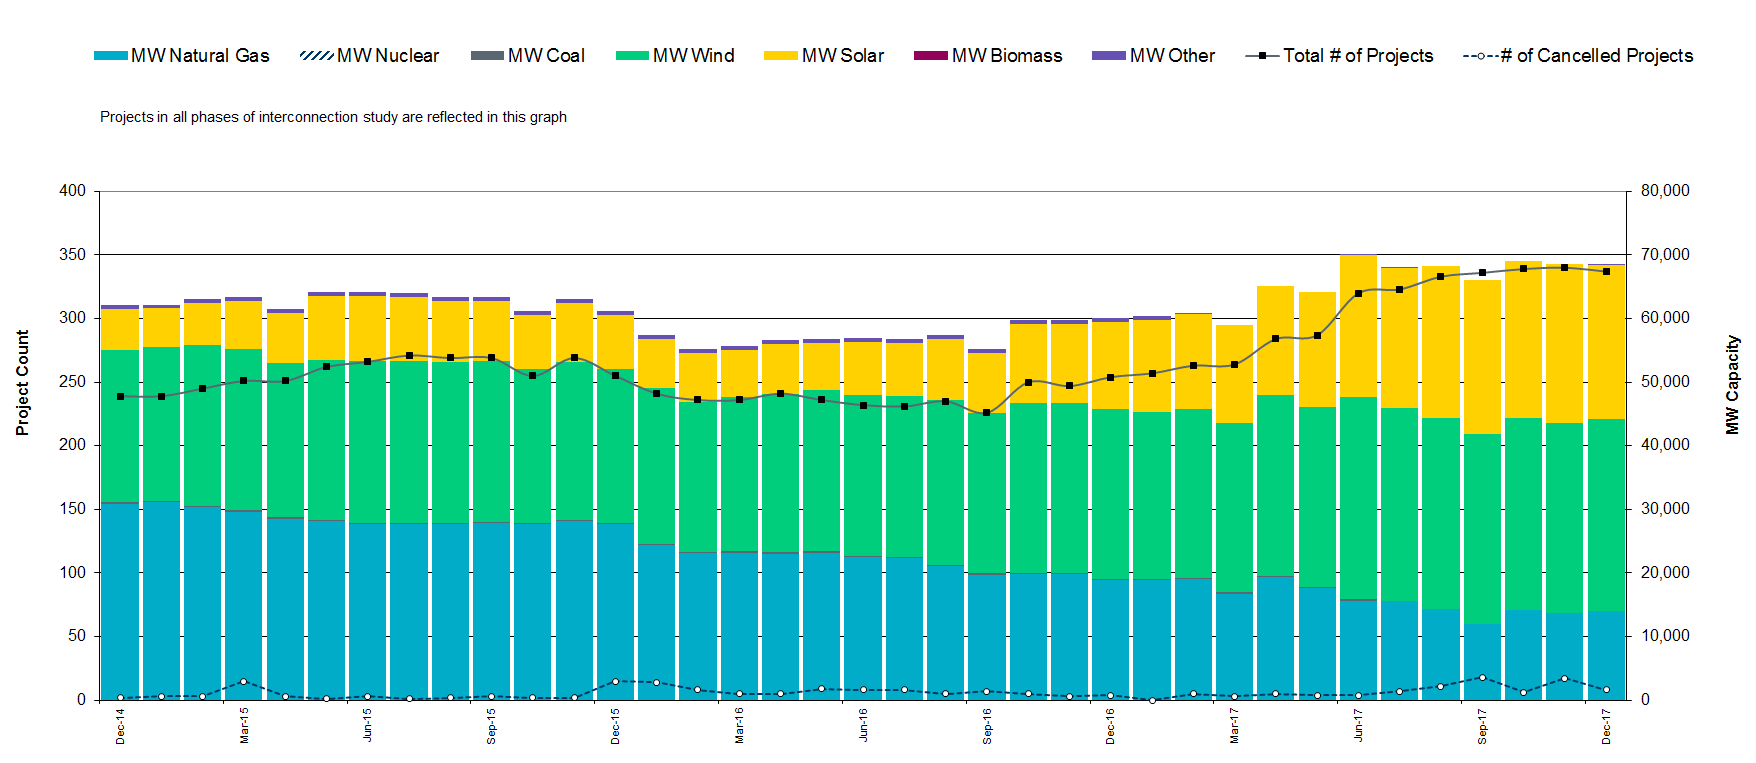 MW Natural Gas MW Nuclear MW Coal MW Wind MW Solar MW Biomass MW Other Total # of Projects # of Cancelled Projects
Projects in all phases of interconnection study are reflected in this graph
400 80,000
350 70,000
300 60,000
250 50,000
200 40,000
150 30,000
100 20,000
50 10,000
0 0
Project Count
MW Capacity
Dec-14 Mar-15 Jun-15 Sep-15 Dec-15 Mar-16 Jun-16 Sep-16 Dec-16 Mar-17 Jun-17 Sep-17 Dec-17